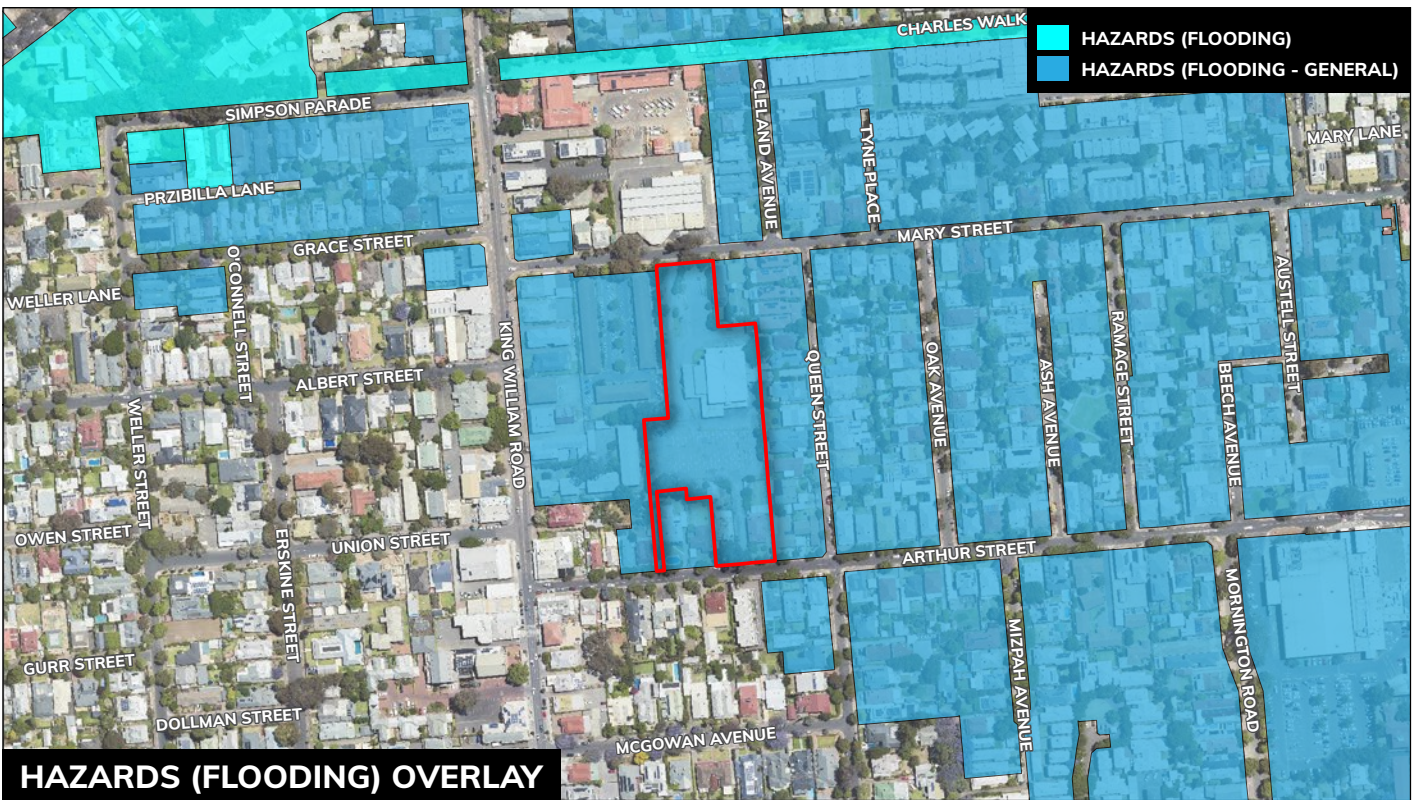 CHARLES WALK
HAZARDS (FLOODING)
HAZARDS (FLOODING - GENERAL)
SIMPSON PARADE
CLELAND AVENUE
TYNE PLACE
MARY LANE
PRZIBILLA LANE
GRACE STREET
MARY STREET
WELLER LANE
O'CONNELL STREET
KING WILLIAM ROAD
ALBERT STREET
QUEEN STREET
OAK AVENUE
ASH AVENUE
RAMAGE STREET
AUSTELL STREET
BEECH AVENUE
WELLER STREET
OWEN STREET
ERSKINE STREET
UNION STREET
ARTHUR STREET
MIZPAH AVENUE
MORNINGTON ROAD
GURR STREET
DOLLMAN STREET
MCGOWAN AVENUE
HAZARDS (FLOODING) OVERLAY